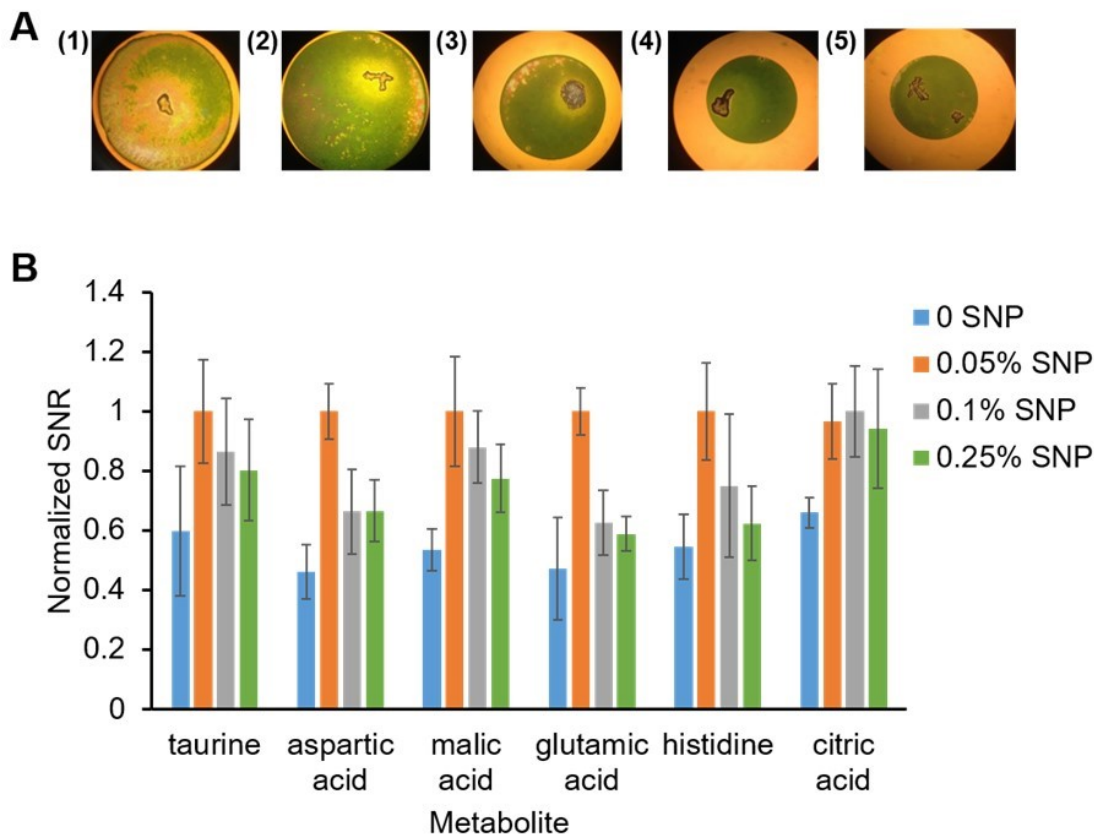 A
(1) (2) (3) (4) (5)
B
1.4
1.2
1
0.8
0.6
0.4
0.2
0
Normalized SNR
0 SNP
0.05% SNP
0.1% SNP
0.25% SNP
taurine aspartic acid malic acid glutamic acid histidine citric acid
Metabolite